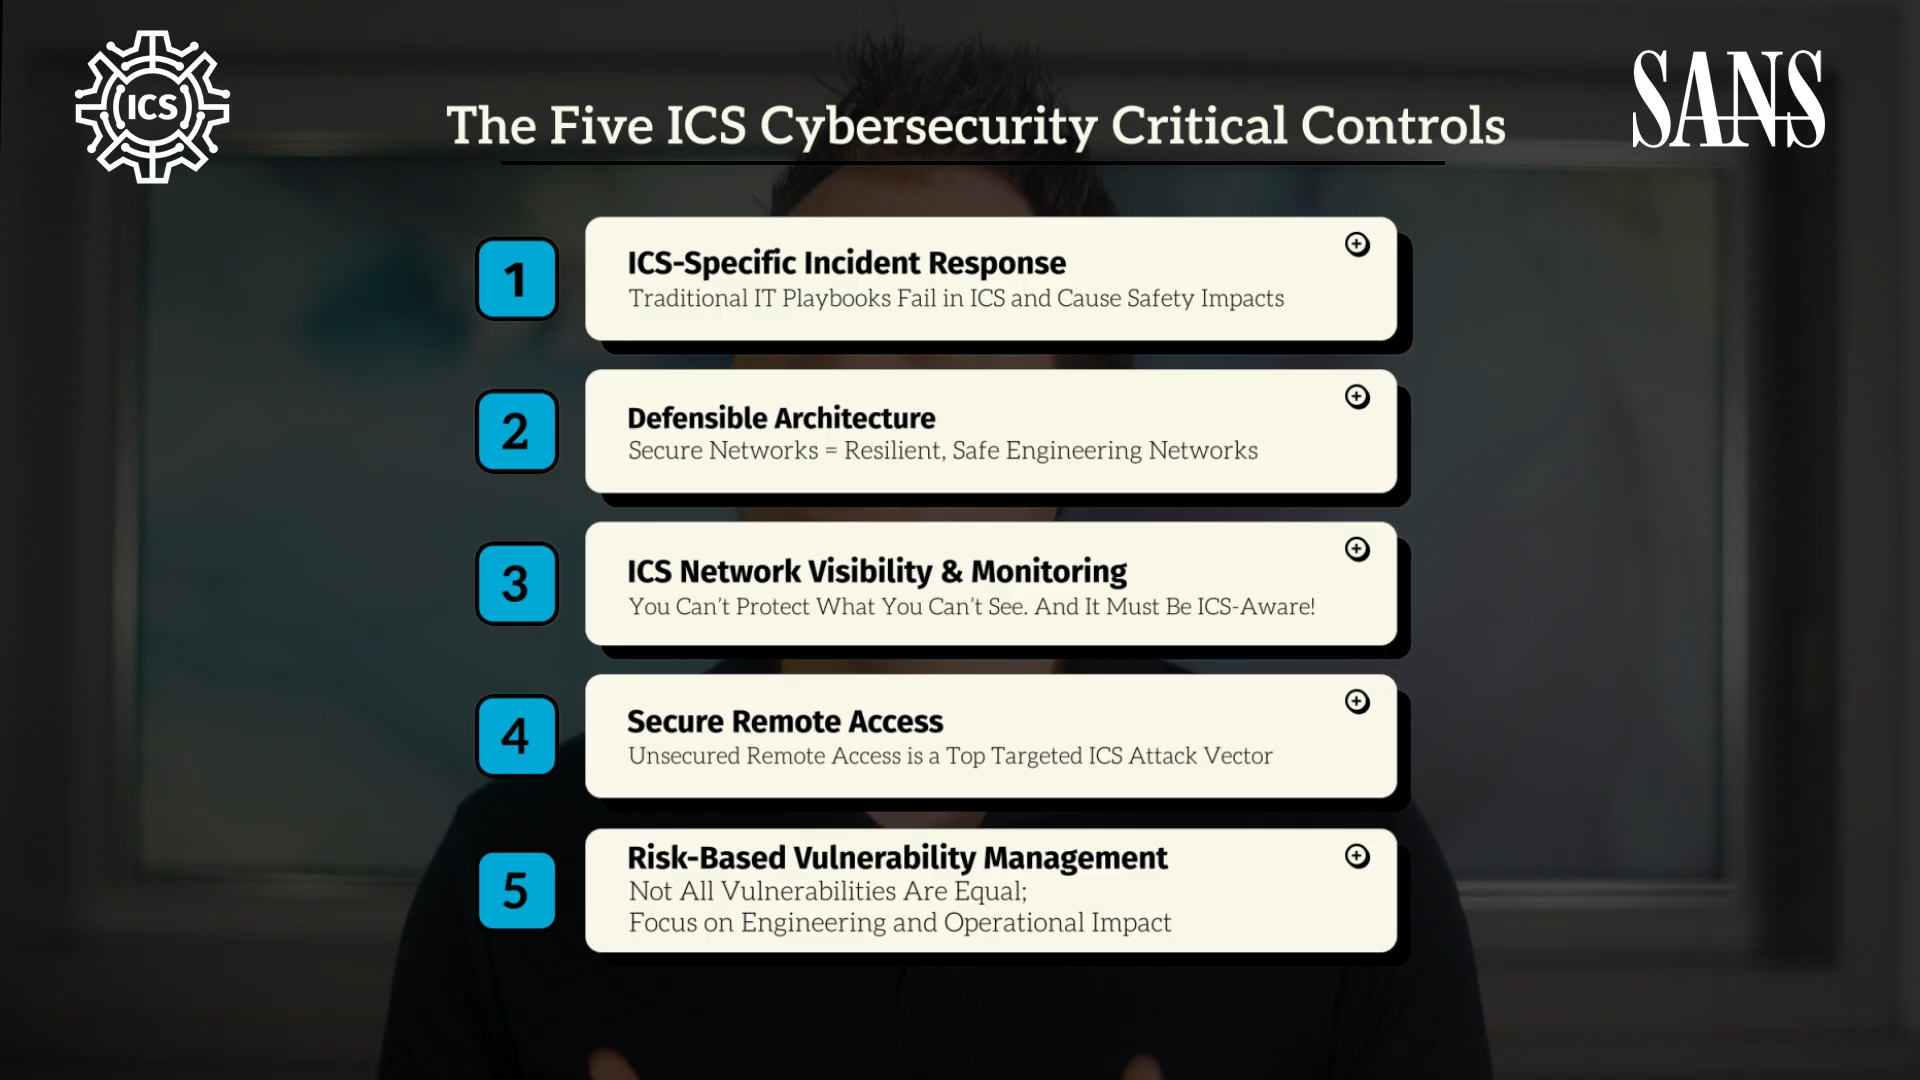 ICS
SANS
The Five ICS Cybersecurity Critical Controls
1
ICS-Specific Incident Response
Traditional IT Playbooks Fail in ICS and Cause Safety Impacts
2
Defensible Architecture
Secure Networks = Resilient, Safe Engineering Networks
3
ICS Network Visibility & Monitoring
You Can’t Protect What You Can’t See. And It Must Be ICS-Aware!
4
Secure Remote Access
Unsecured Remote Access is a Top Targeted ICS Attack Vector
5
Risk-Based Vulnerability Management
Not All Vulnerabilities Are Equal;
Focus on Engineering and Operational Impact